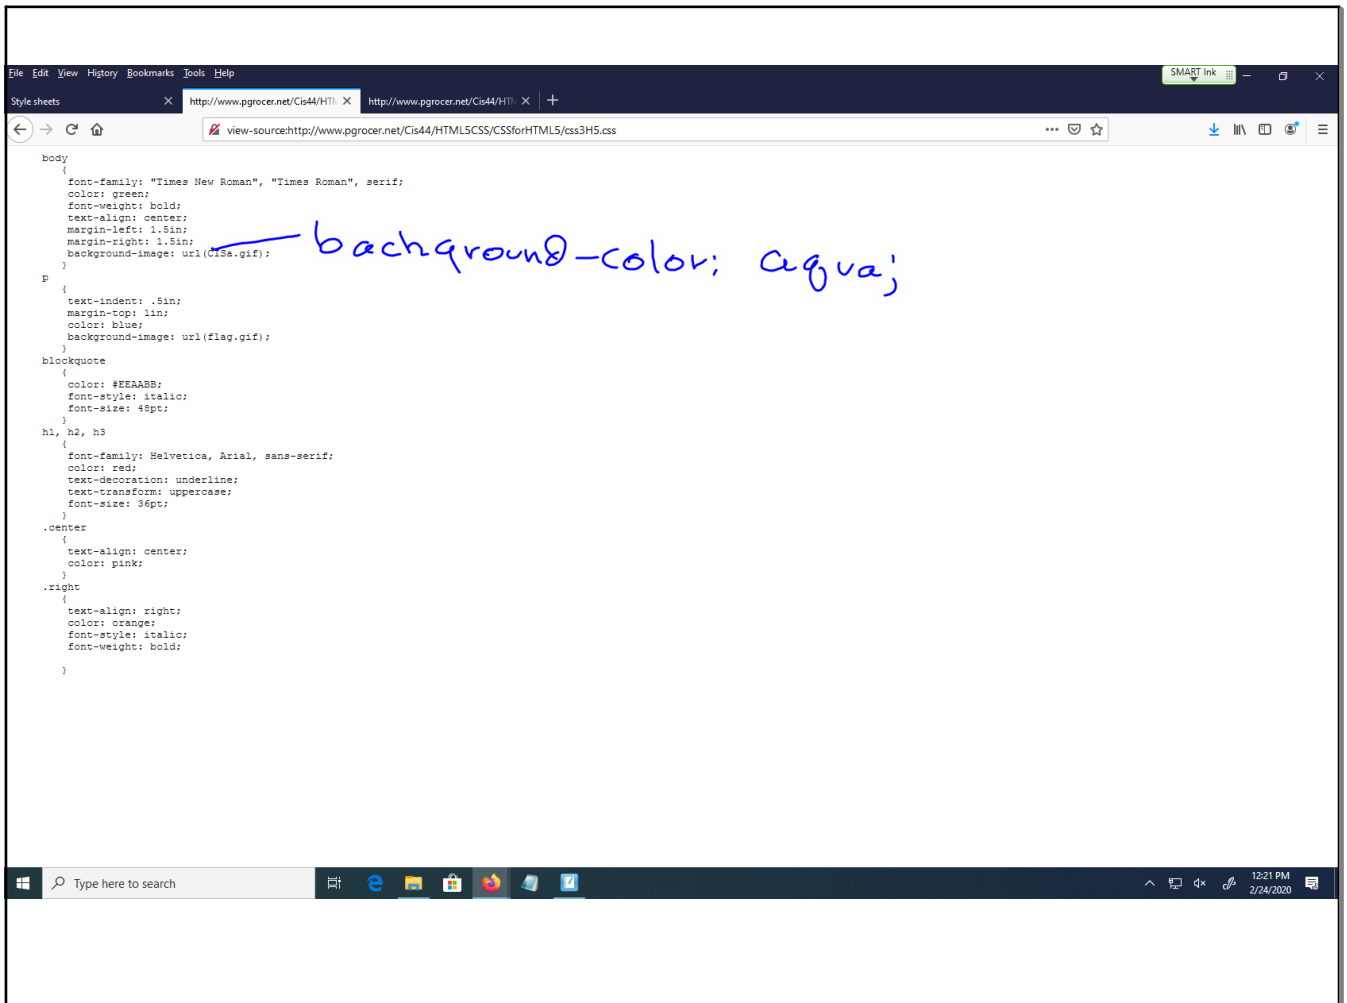 File Edit View History Bookmarks Tools Help
SMART Ink
Style sheets
http://www.pgrocer.net/Cis44/HTM
http://www.pgrocer.net/Cis44/HTM
view-source:http://www.pgrocer.net/Cis44/HTML5CSS/CSSforHTML5/css3H5.css
body
{
font-family: "Times New Roman", "Times Roman", serif;
color: green;
font-weight: bold;
text-align: center;
margin-left: 1.5in;
margin-right: 1.5in;
background-image: url(CISa.gif);
background-color: aqua;
}
p
{
text-indent: .5in;
margin-top: 1in;
color: blue;
background-image: url(flag.gif);
}
blockquote
{
color: #EEAABB;
font-style: italic;
font-size: 48pt;
}
h1, h2, h3
{
font-family: Helvetica, Arial, sans-serif;
color: red;
text-decoration: underline;
text-transform: uppercase;
font-size: 36pt;
}
.center
{
text-align: center;
color: pink;
}
.right
{
text-align: right;
color: orange;
font-style: italic;
font-weight: bold;
}
Type here to search
12:21 PM
2/24/2020